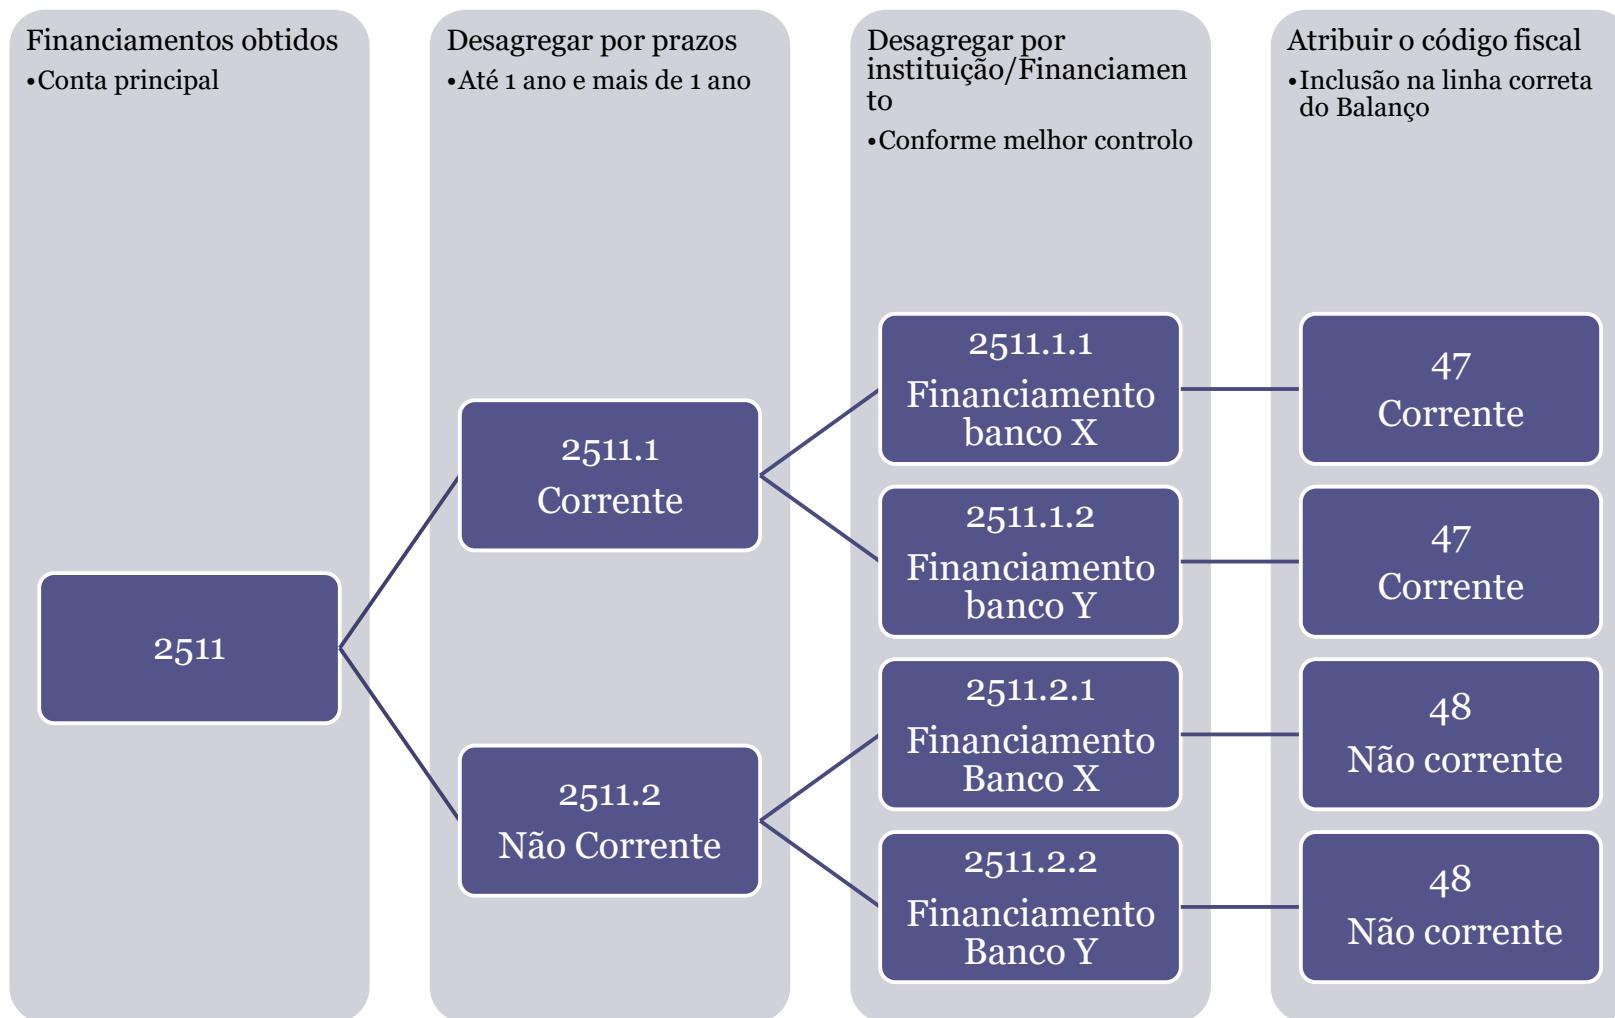 Financiamentos obtidos
•Conta principal
Desagregar por prazos
•Até 1 ano e mais de 1 ano
Desagregar por
instituição/Financiamen
to
•Conforme melhor controlo
Atribuir o código fiscal
•Inclusão na linha correta
do Balanço
2511
2511.1
Corrente
2511.2
Não Corrente
2511.1.1
Financiamento
banco X
2511.1.2
Financiamento
banco Y
2511.2.1
Financiamento
Banco X
2511.2.2
Financiamento
Banco Y
47
Corrente
47
Corrente
48
Não corrente
48
Não corrente